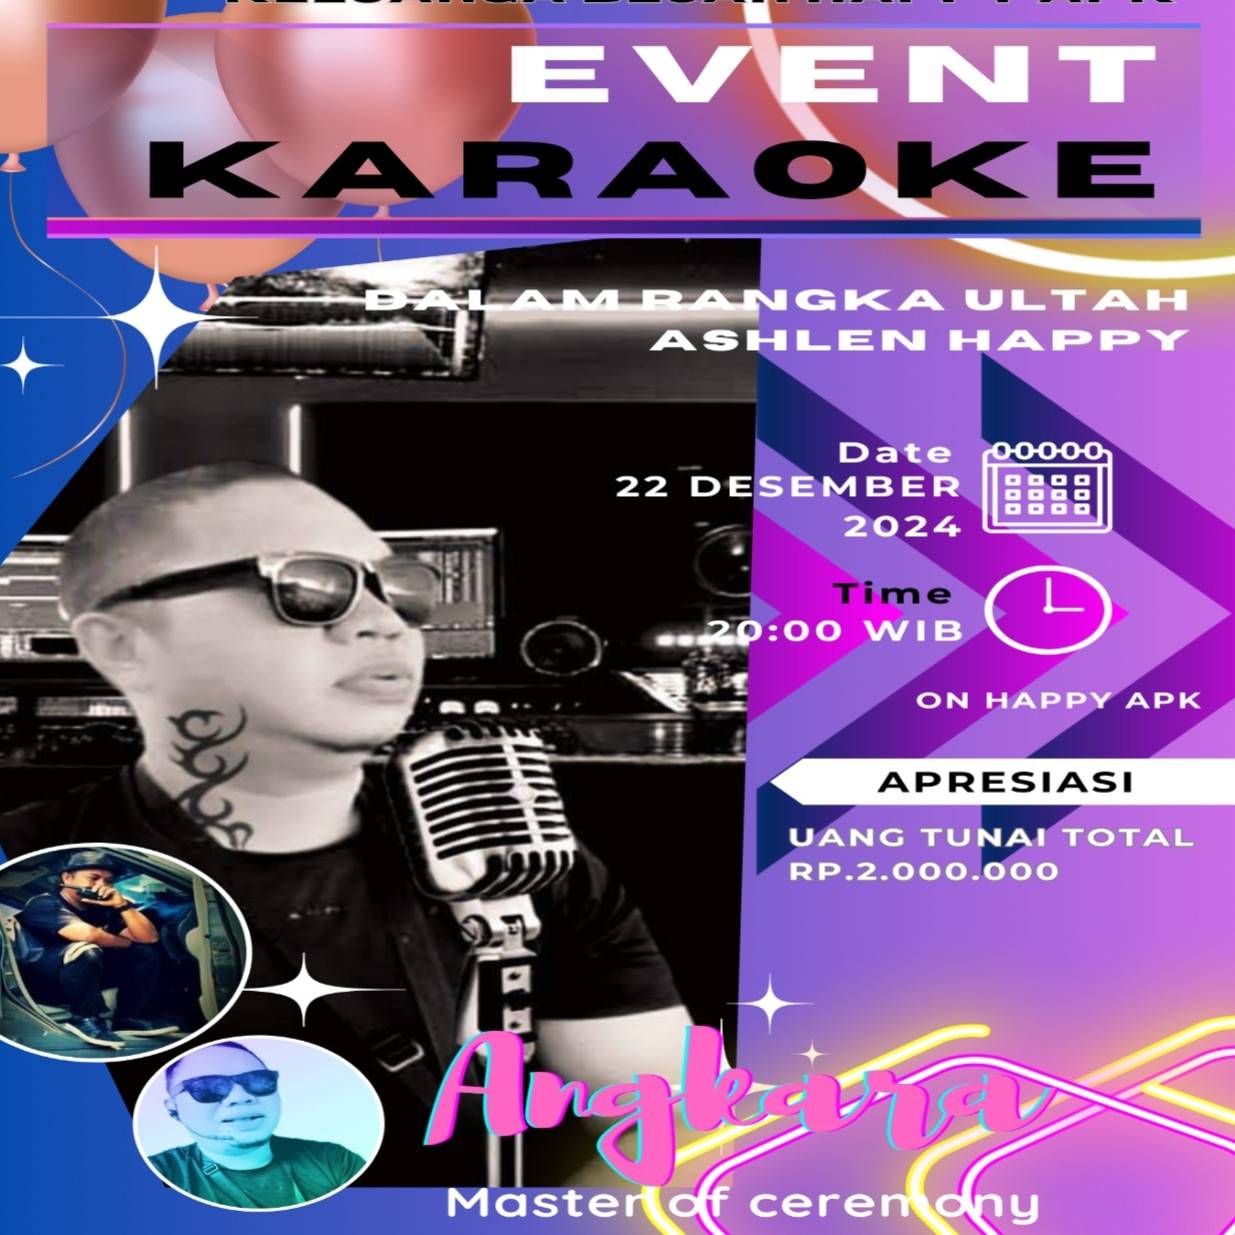 EVENT
KARAOKE
DALAM RANGKA ULTAH
ASHLEN HAPPY
Date
22 DESEMBER
2024
Time
20:00 WIB
ON HAPPY APK
APRESIASI
UANG TUNAI TOTAL
RP.2.000.000
Angkara
Master of ceremony